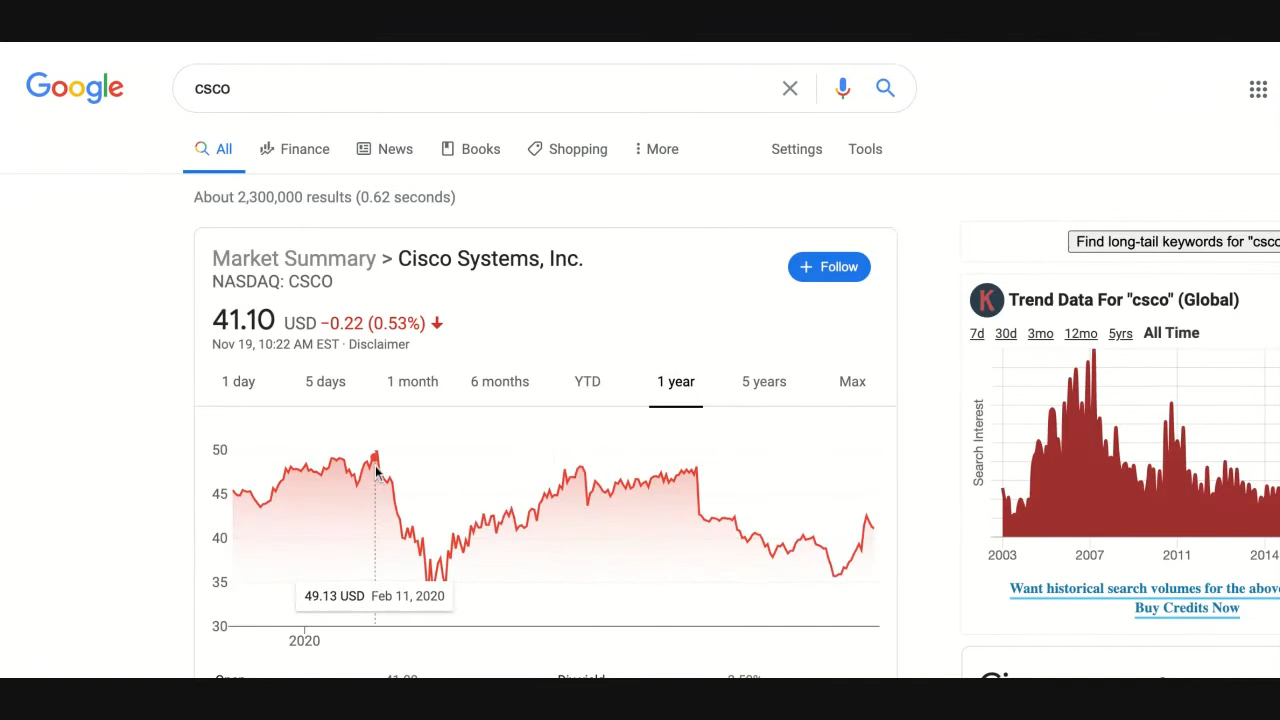 Google
csco
All
Finance
News
Books
Shopping
More
Settings
Tools
About 2,300,000 results (0.62 seconds)
Market Summary > Cisco Systems, Inc.
NASDAQ: CSCO
Follow
41.10 USD −0.22 (0.53%)
Nov 19, 10:22 AM EST · Disclaimer
1 day
5 days
1 month
6 months
YTD
1 year
5 years
Max
50
45
40
35
30
49.13 USD Feb 11, 2020
2020
Find long-tail keywords for "csco
K
Trend Data For "csco" (Global)
7d 30d 3mo 12mo 5yrs All Time
Search Interest
2003 2007 2011 2014
Want historical search volumes for the above
Buy Credits Now